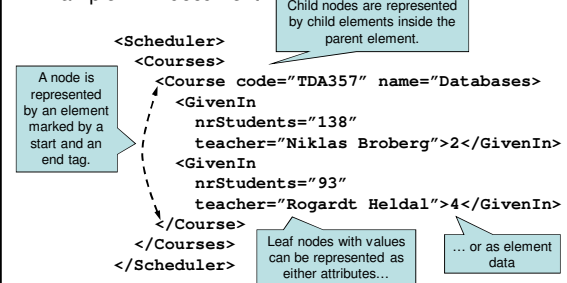 Child nodes are represented
by child elements inside the
parent element.
<Scheduler>
<Courses>
<Course code="TDA357" name="Databases>
<GivenIn
nrStudents="138"
teacher="Niklas Broberg">2</GivenIn>
<GivenIn
nrStudents="93"
teacher="Rogardt Heldal">4</GivenIn>
</Course>
</Courses>
</Scheduler>
A node is
represented
by an element
marked by a
start and an
end tag.
Leaf nodes with values
can be represented as
either attributes…
… or as element
data